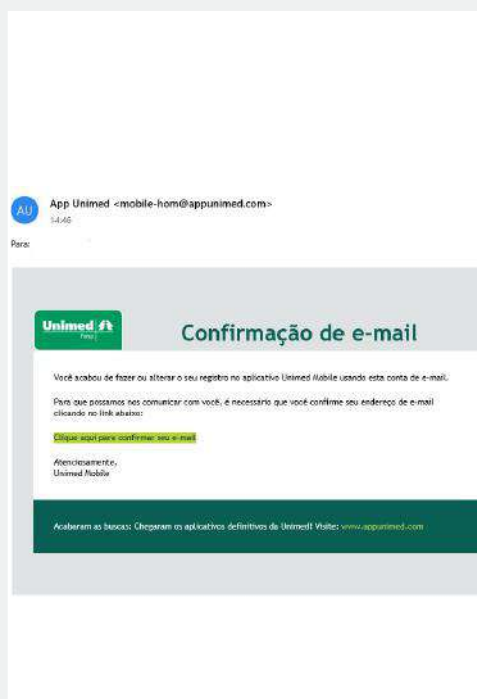 AU
App Unimed <mobile-hom@appunimed.com>
14:46
Para:
Unimed
Confirmação de e-mail
Você acabou de fazer ou alterar o seu registro no aplicativo Unimed Mobile usando esta conta de e-mail.
Para que possamos nos comunicar com você, é necessário que você confirme seu endereço de e-mail
clicando no link abaixo:
Clique aqui para confirmar seu e-mail
Atenciosamente,
Unimed Mobile
Acabaram as buscas: Chegaram os aplicativos definitivos da Unimed! Visite: www.appunimed.com